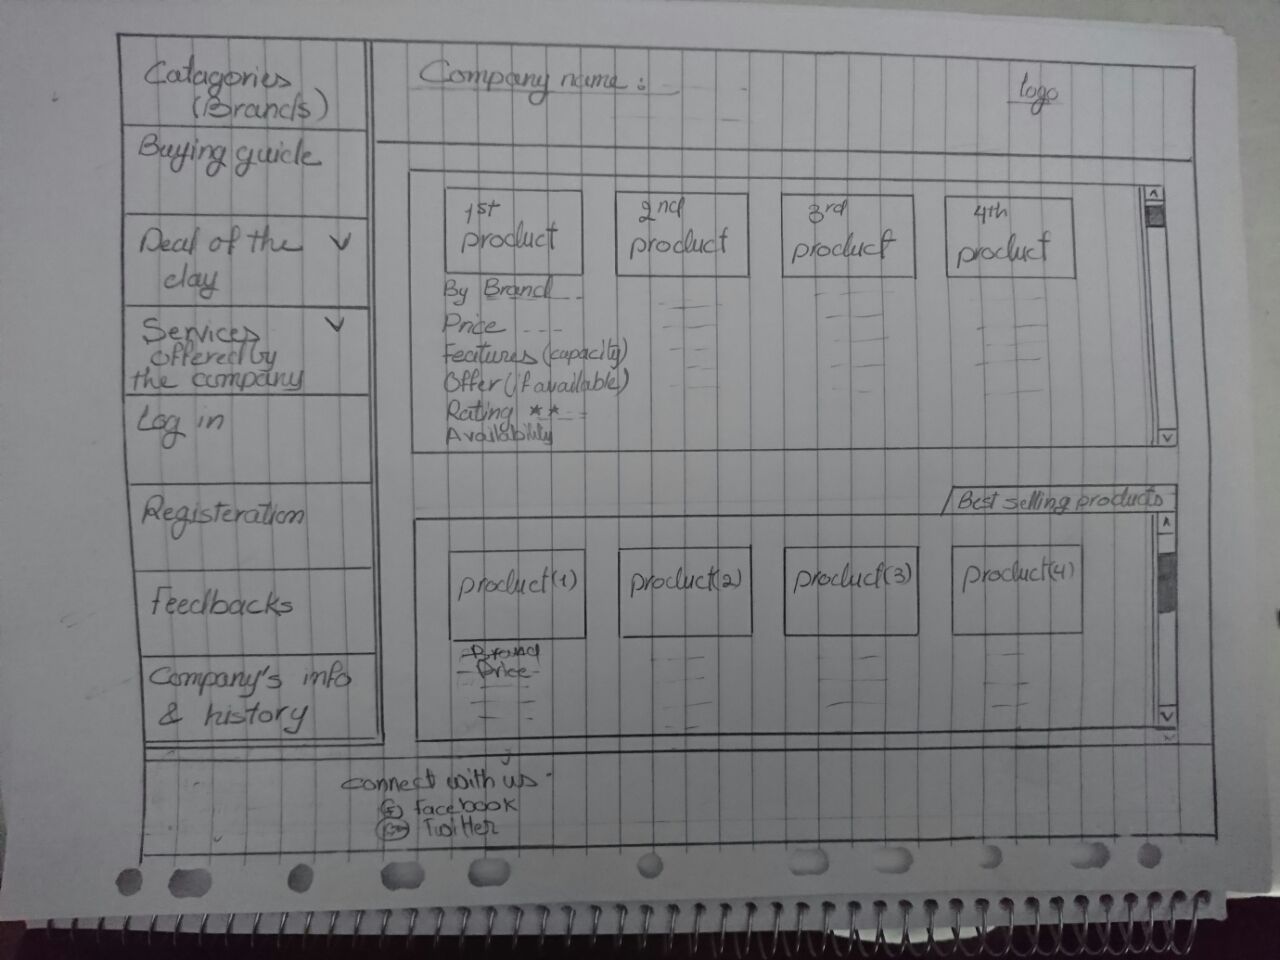 Catagories
(Brands)
Buying guide
Deal of the
day
Services
offered by
the company
Log in
Registeration
Feedbacks
Company's info
& history
Company name :
logo
1st
product
2nd
product
3rd
product
4th
product
By Brand
Price
Features (capacity)
Offer (if available)
Rating **
Availability
Best selling products
product(1)
product(2)
product(3)
product(4)
Brand
Price
connect with us
facebook
Twitter